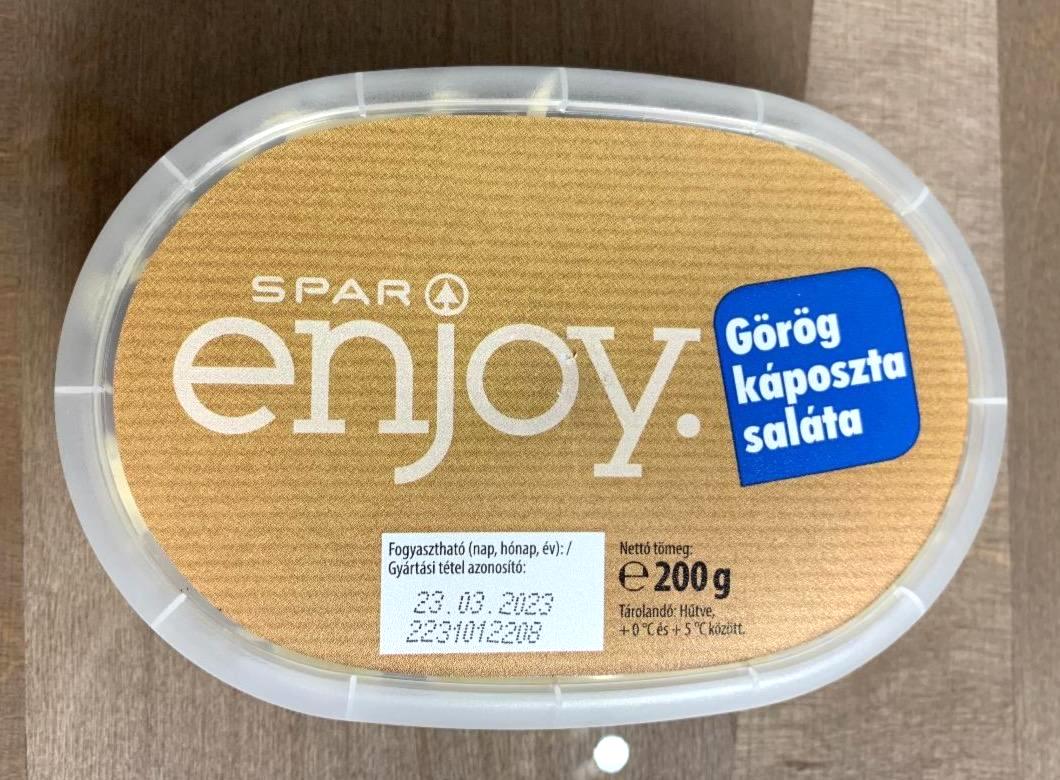 SPAR
enjoy.
Görög
káposzta
saláta
Fogyasztható (nap, hónap, év): /
Gyártási tétel azonosító:
23.03.2023
2231012208
Nettó tömeg:
℮ 200 g
Tárolandó: Hűtve,
+0 °C és +5 °C között.